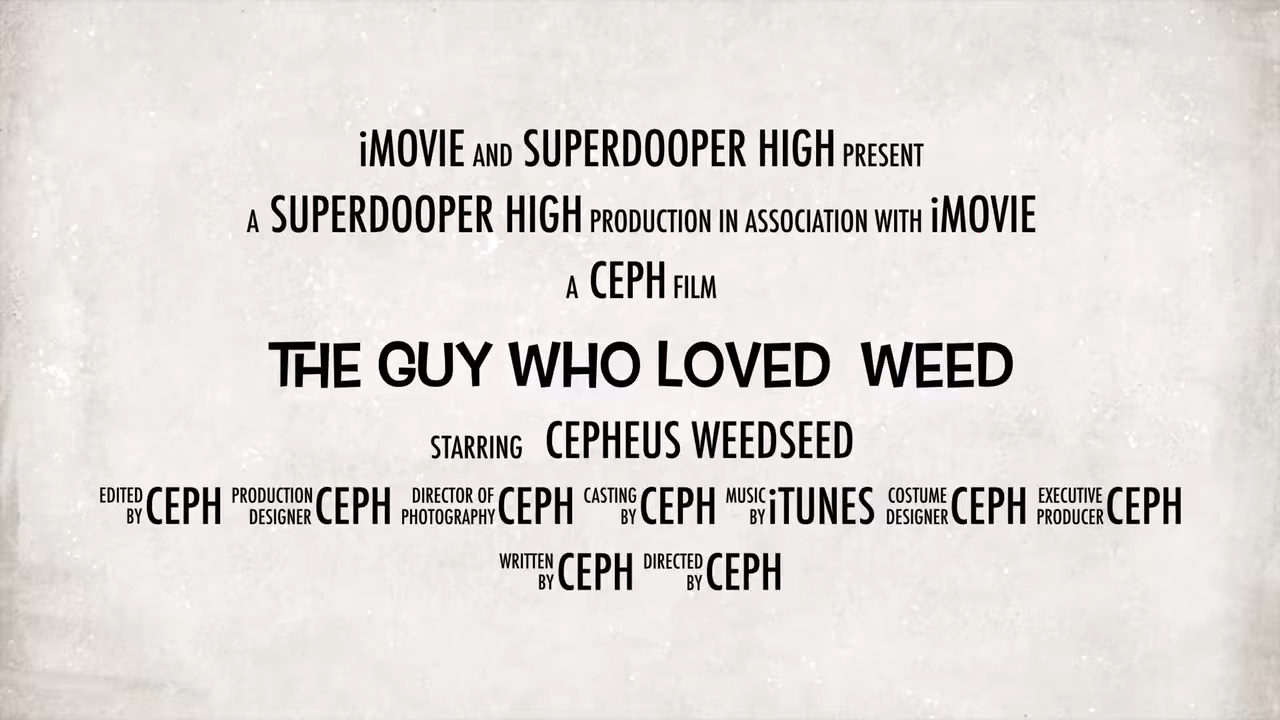 iMOVIE AND SUPERDOOPER HIGH PRESENT
A SUPERDOOPER HIGH PRODUCTION IN ASSOCIATION WITH iMOVIE
A CEPH FILM
THE GUY WHO LOVED WEED
STARRING CEPHEUS WEEDSEED
EDITED BY CEPH PRODUCTION DESIGNER CEPH DIRECTOR OF PHOTOGRAPHY CEPH CASTING BY CEPH MUSIC BY iTUNES COSTUME DESIGNER CEPH EXECUTIVE PRODUCER CEPH
WRITTEN BY CEPH DIRECTED BY CEPH